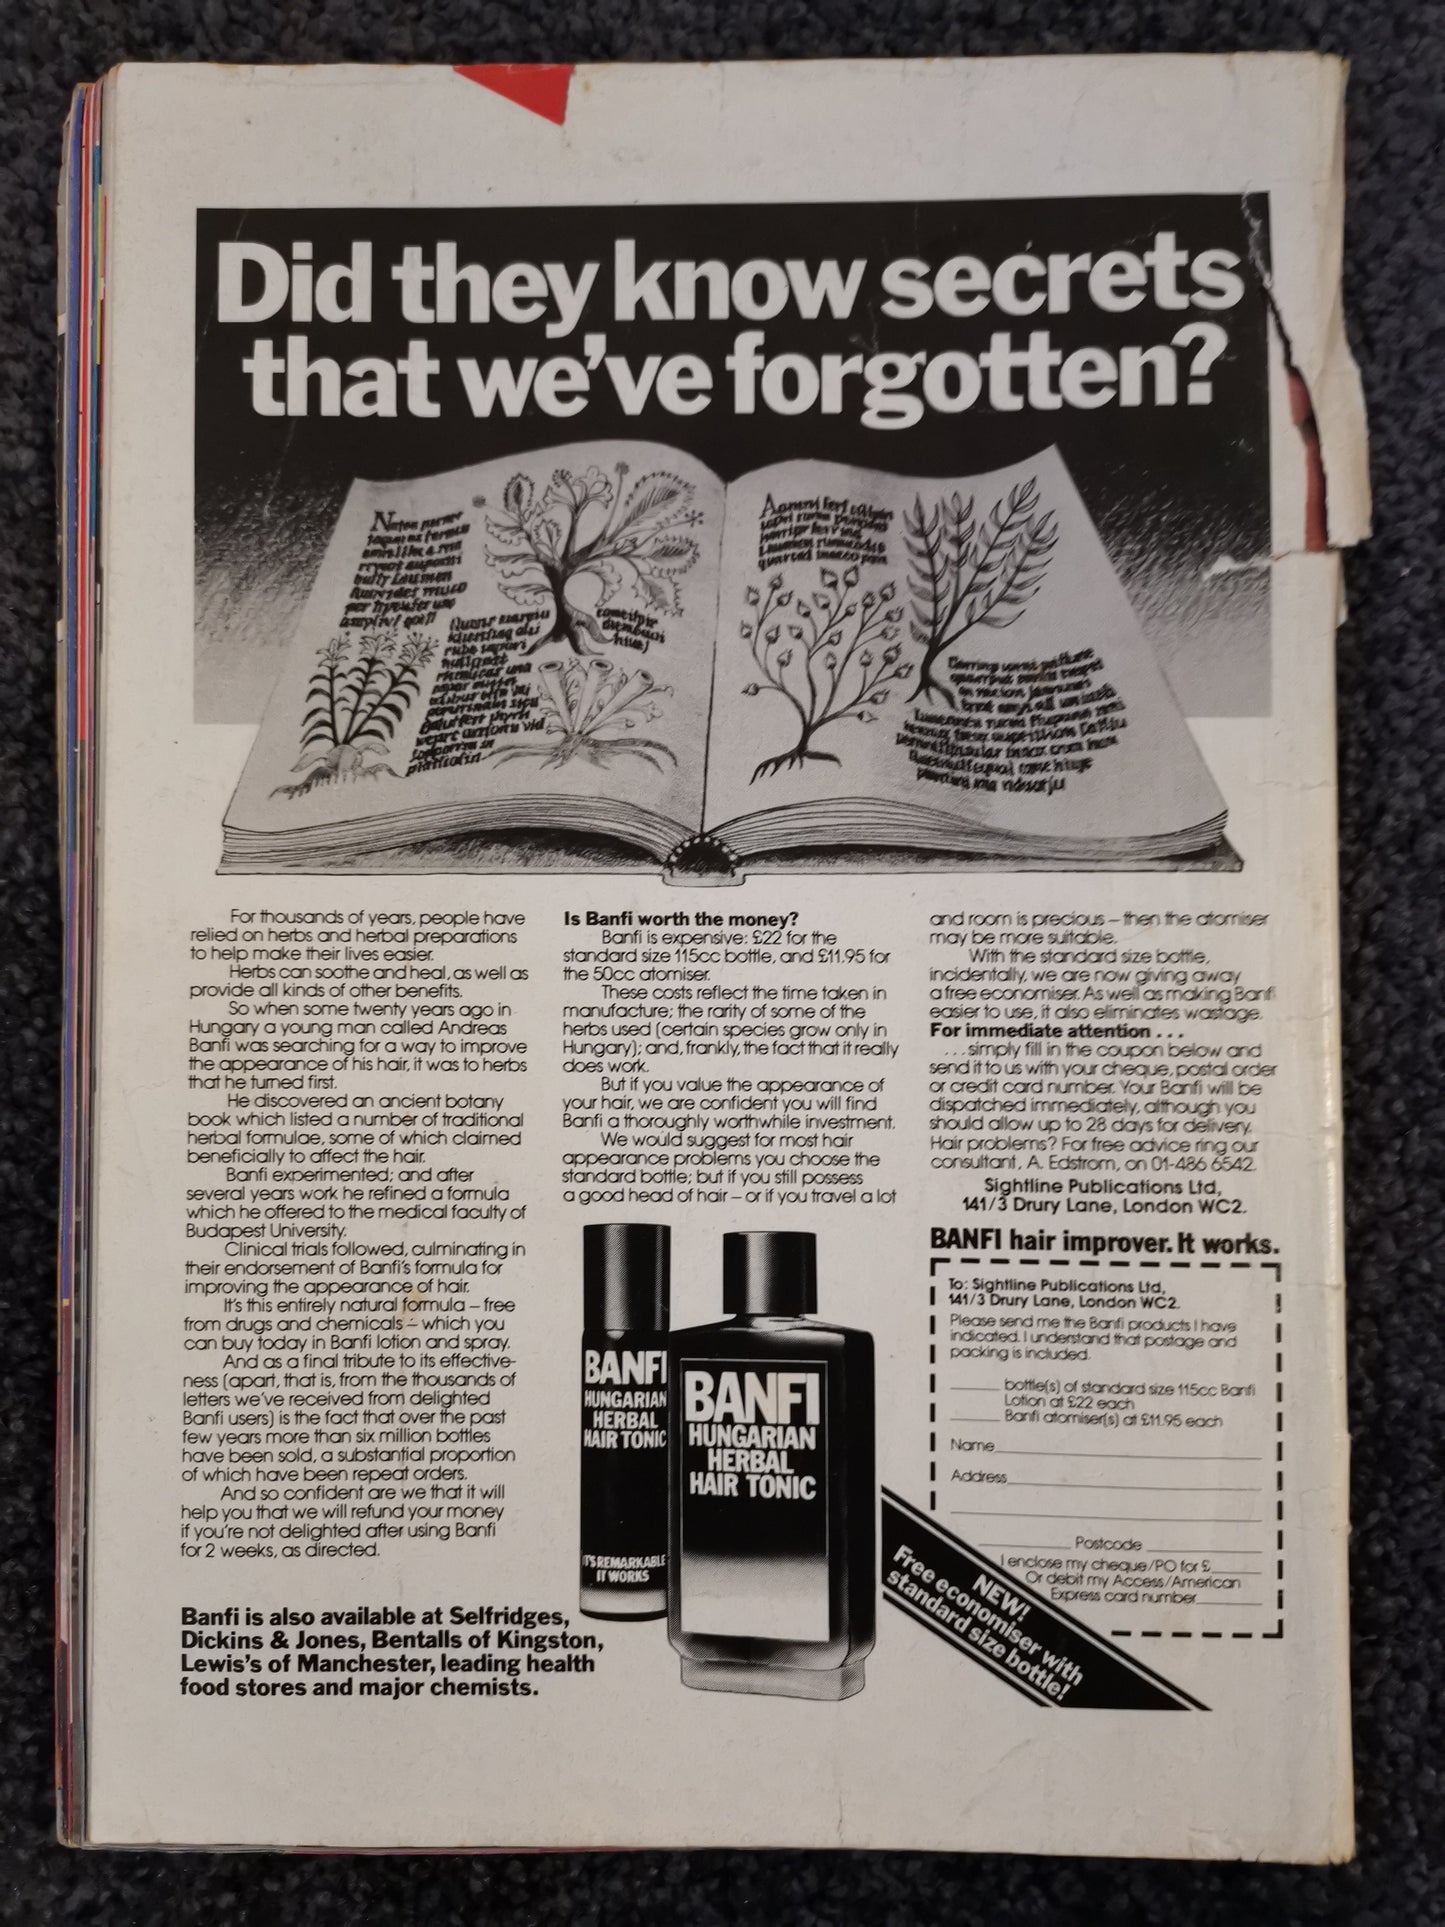 Did they know secrets
that we've forgotten?
For thousands of years, people have
relied on herbs and herbal preparations
to help make their lives easier.
Herbs can soothe and heal, as well as
provide all kinds of other benefits.
So when some twenty years ago in
Hungary a young man called Andreas
Banfi was searching for a way to improve
the appearance of his hair, it was to herbs
that he turned first.
He discovered an ancient botany
book which listed a number of traditional
herbal formulae, some of which claimed
beneficially to affect the hair.
Banfi experimented; and after
several years work he refined a formula
which he offered to the medical faculty of
Budapest University.
Clinical trials followed, culminating in
their endorsement of Banfi's formula for
improving the appearance of hair.
It's this entirely natural formula – free
from drugs and chemicals – which you
can buy today in Banfi lotion and spray.
And as a final tribute to its effective-
ness (apart, that is, from the thousands of
letters we've received from delighted
Banfi users) is the fact that over the past
few years more than six million bottles
have been sold, a substantial proportion
of which have been repeat orders.
And so confident are we that it will
help you that we will refund your money
if you're not delighted after using Banfi
for 2 weeks, as directed.
Banfi is also available at Selfridges,
Dickins & Jones, Bentalls of Kingston,
Lewis's of Manchester, leading health
food stores and major chemists.
Is Banfi worth the money?
Banfi is expensive: £22 for the
standard size 115cc bottle, and £11.95 for
the 50cc atomiser.
These costs reflect the time taken in
manufacture; the rarity of some of the
herbs used (certain species grow only in
Hungary); and, frankly, the fact that it really
does work.
But if you value the appearance of
your hair, we are confident you will find
Banfi a thoroughly worthwhile investment.
We would suggest for most hair
appearance problems you choose the
standard bottle; but if you still possess
a good head of hair – or if you travel a lot
BANFI
HUNGARIAN
HERBAL
HAIR TONIC
IT'S REMARKABLE
IT WORKS
BANFI
HUNGARIAN
HERBAL
HAIR TONIC
and room is precious – then the atomiser
may be more suitable.
With the standard size bottle,
incidentally, we are now giving away
a free economiser. As well as making Banfi
easier to use, it also eliminates wastage.
For immediate attention . . .
. . . simply fill in the coupon below and
send it to us with your cheque, postal order
or credit card number. Your Banfi will be
dispatched immediately, although you
should allow up to 28 days for delivery.
Hair problems? For free advice ring our
consultant, A. Edstrom, on 01-486 6542.
Sightline Publications Ltd,
141/3 Drury Lane, London WC2.
BANFI hair improver. It works.
To: Sightline Publications Ltd,
141/3 Drury Lane, London WC2.
Please send me the Banfi products I have
indicated. I understand that postage and
packing is included.
bottle(s) of standard size 115cc Banfi
Lotion at £22 each
Banfi atomiser(s) at £11.95 each
Name
Address
Postcode
I enclose my cheque/PO for £
Or debit my Access/American
Express card number
NEW!
Free economiser with
standard size bottle!